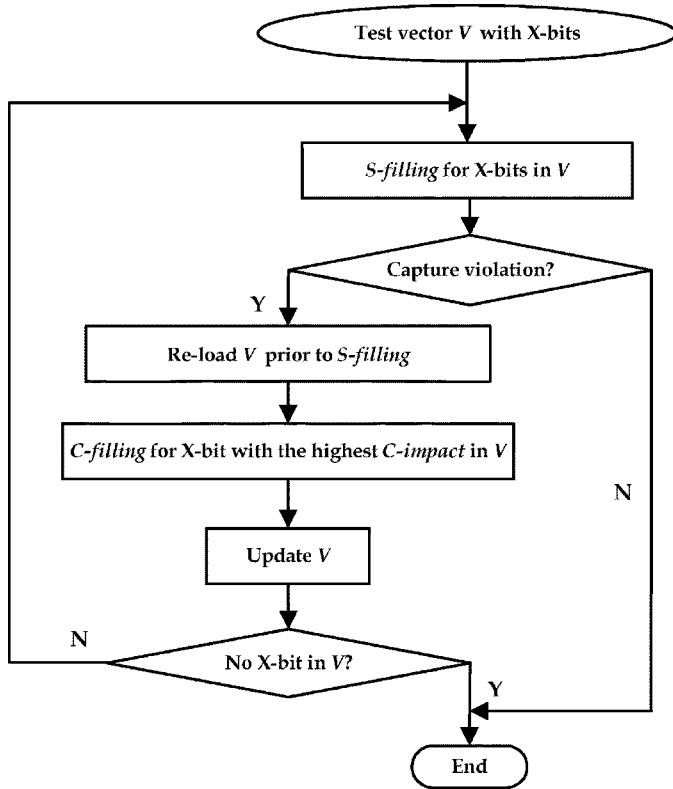 Test vector V with X-bits
S-filling for X-bits in V
Capture violation?
Y
Re-load V prior to S-filling
C-filling for X-bit with the highest C-impact in V
N
Update V
N
No X-bit in V?
Y
End